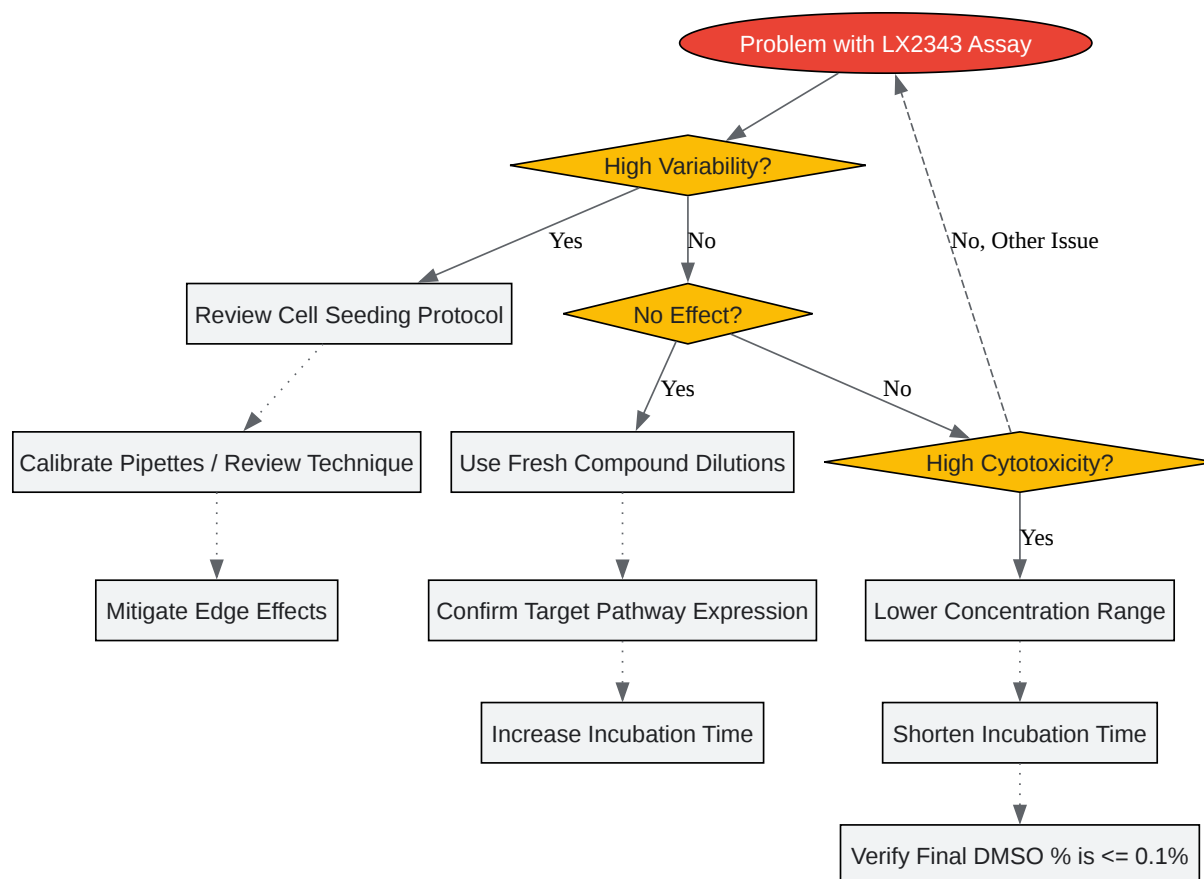 Problem with LX2343 Assay
High Variability?
Yes
No
No, Other Issue
Review Cell Seeding Protocol
No Effect?
Yes
No
Calibrate Pipettes / Review Technique
Use Fresh Compound Dilutions
High Cytotoxicity?
Yes
Mitigate Edge Effects
Confirm Target Pathway Expression
Lower Concentration Range
Increase Incubation Time
Shorten Incubation Time
Verify Final DMSO % is <= 0.1%